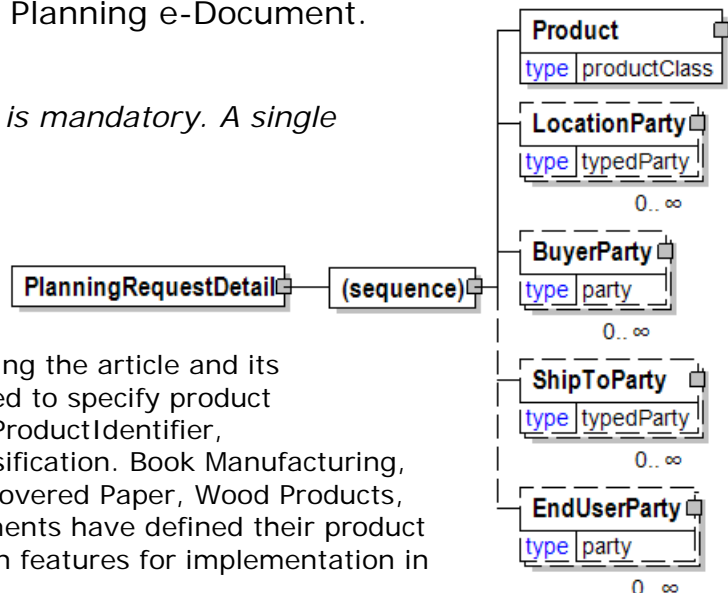 Planning e-Document.
is mandatory. A single
Product
type productClass
LocationParty
type typedParty
0.. ∞
BuyerParty
type party
0.. ∞
PlanningRequestDetail
(sequence)
ShipToParty
type typedParty
0.. ∞
EndUserParty
type party
0.. ∞
ng the article and its
ed to specify product
ProductIdentifier,
sification. Book Manufacturing,
overed Paper, Wood Products,
ments have defined their product
n features for implementation in